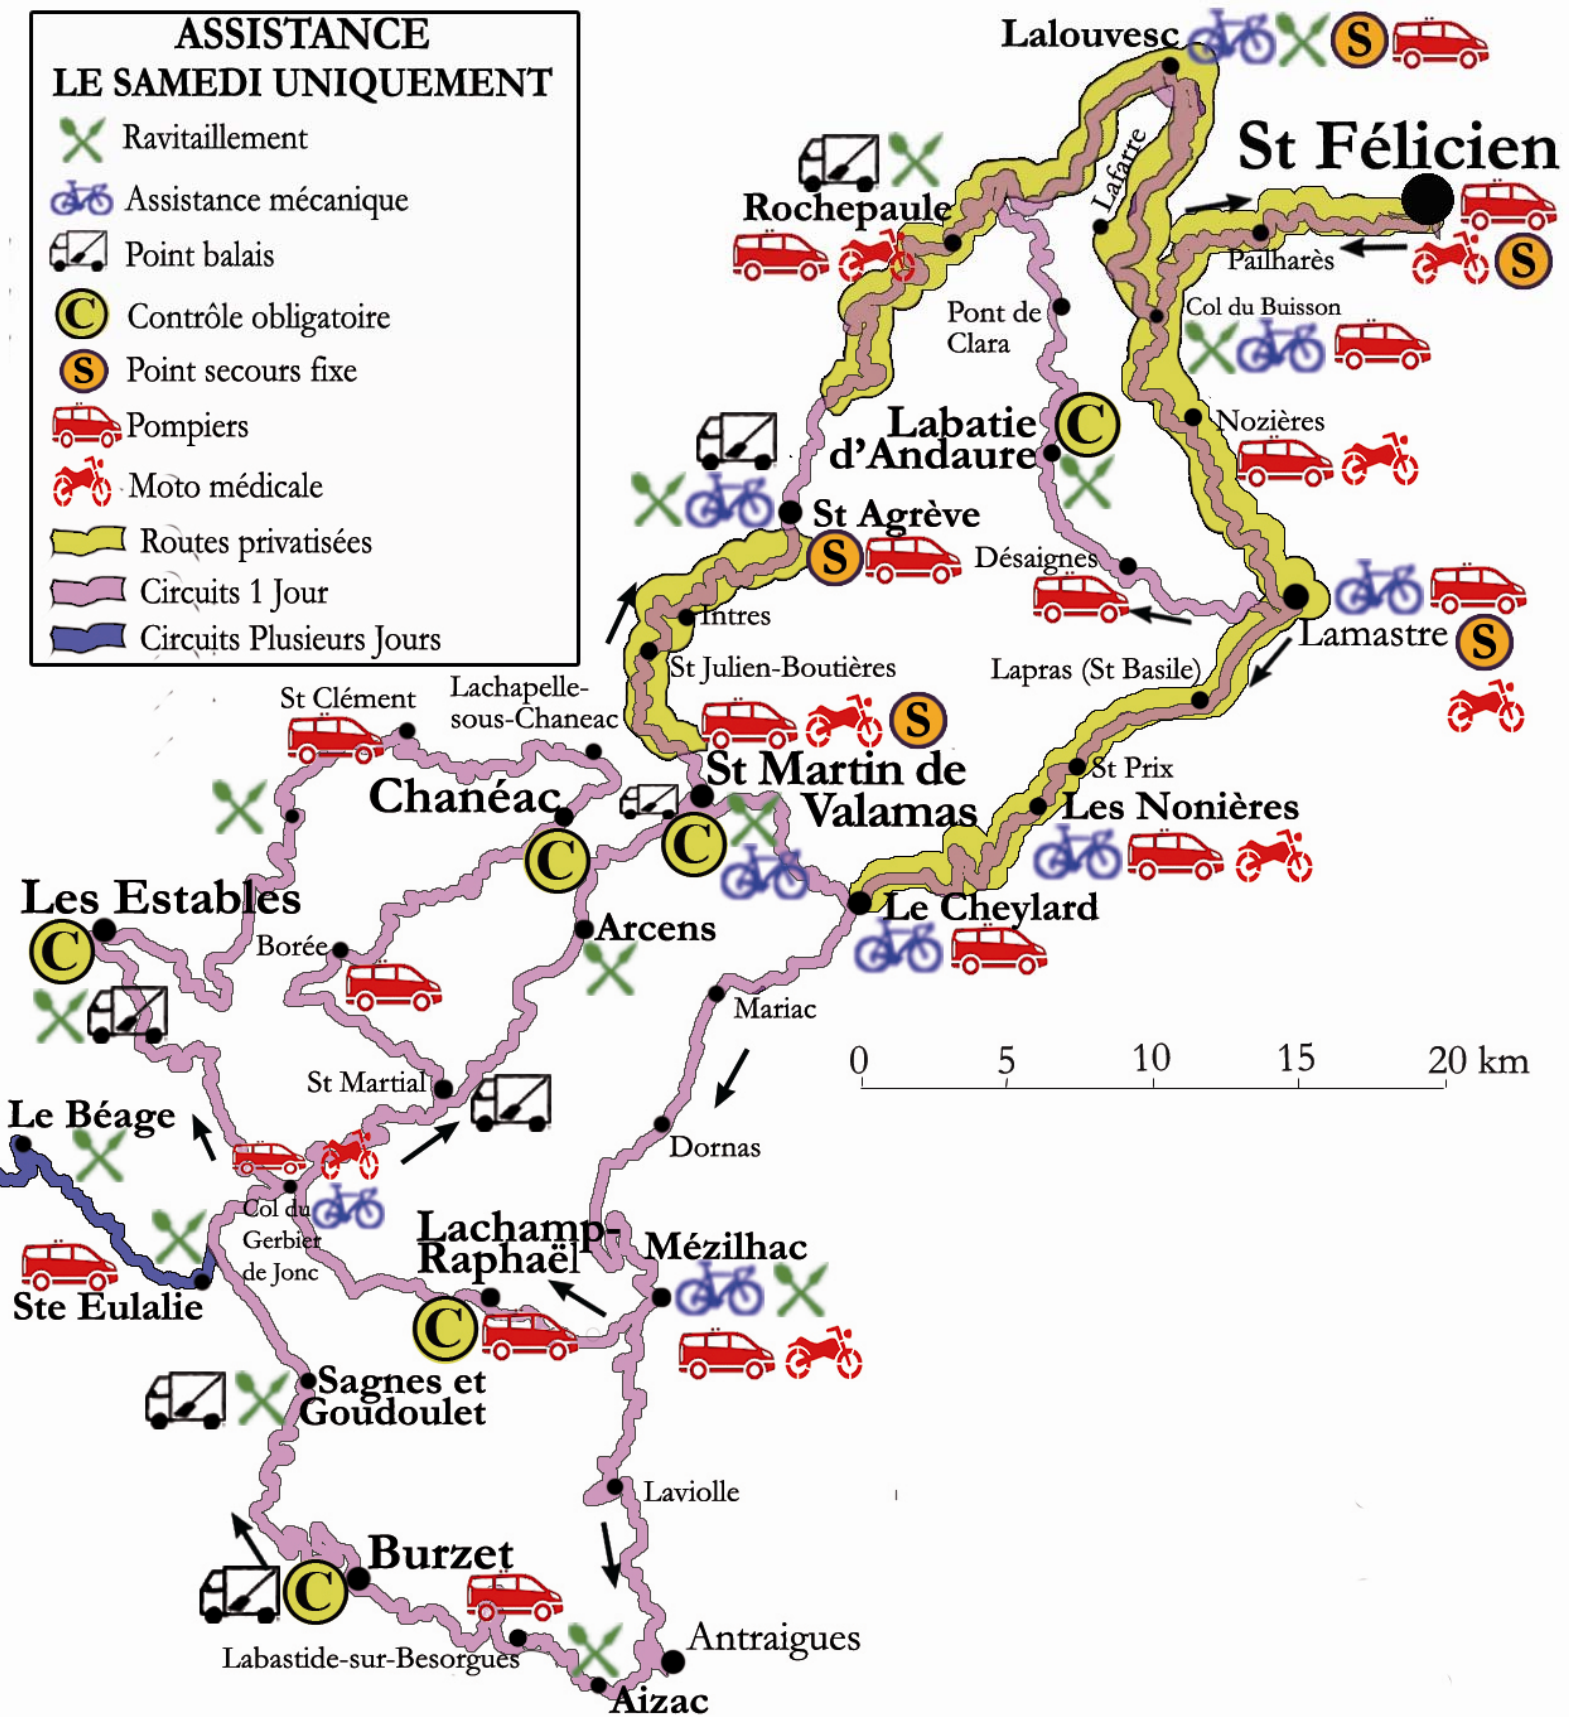 ASSISTANCE
LE SAMEDI UNIQUEMENT
Ravitaillement
Assistance mécanique
Point balais
C
Contrôle obligatoire
S
Point secours fixe
Pompiers
Moto médicale
Routes privatisées
Circuits 1 Jour
Circuits Plusieurs Jours
Lalouvesc
S
St Félicien
Lafarre
Rochepaule
S
Pailharès
Col du Buisson
Pont de
Clara
Labatie
d'Andaure
C
Nozières
St Agrève
S
Désaignes
Intres
Lamastre
S
St Julien-Boutières
Lapras (St Basile)
S
St Clément
Lachapelle-
sous-Chaneac
St Martin de
Valamas
C
St Prix
Les Nonières
Chanéac
C
Les Estables
C
Le Cheylard
Borée
Arcens
Mariac
0 5 10 15 20 km
St Martial
Le Béage
Dornas
Col du
Gerbier
de Jonc
Lachamp-
Raphaël
C
Mézilhac
Ste Eulalie
Sagnes et
Goudoulet
Laviolle
Burzet
C
Labastide-sur-Besorgues
Antraigues
Aizac